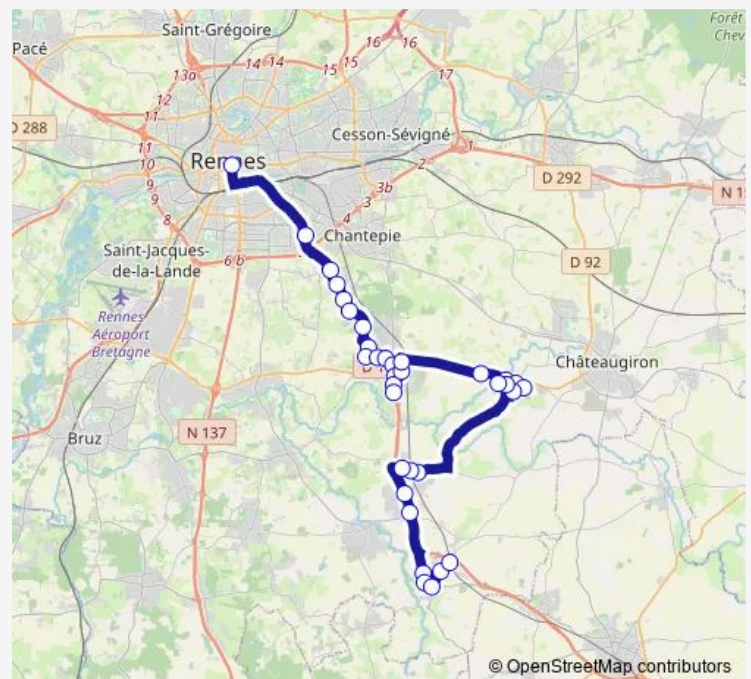 Saint-Grégoire
Forêt
Chev
Pacé
16
16
15
15
14
14
13a
17
12
11
D 288
Cesson-Sévigné
11
10
Rennes
1
2
9
9
3b
D 292
N 1
8
4
Chantepie
Saint-Jacques-
de-la-Lande
6 b
D 92
Rennes
Aéroport
Bretagne
Châteaugiron
Bruz
N 137
© OpenStreetMap contributors